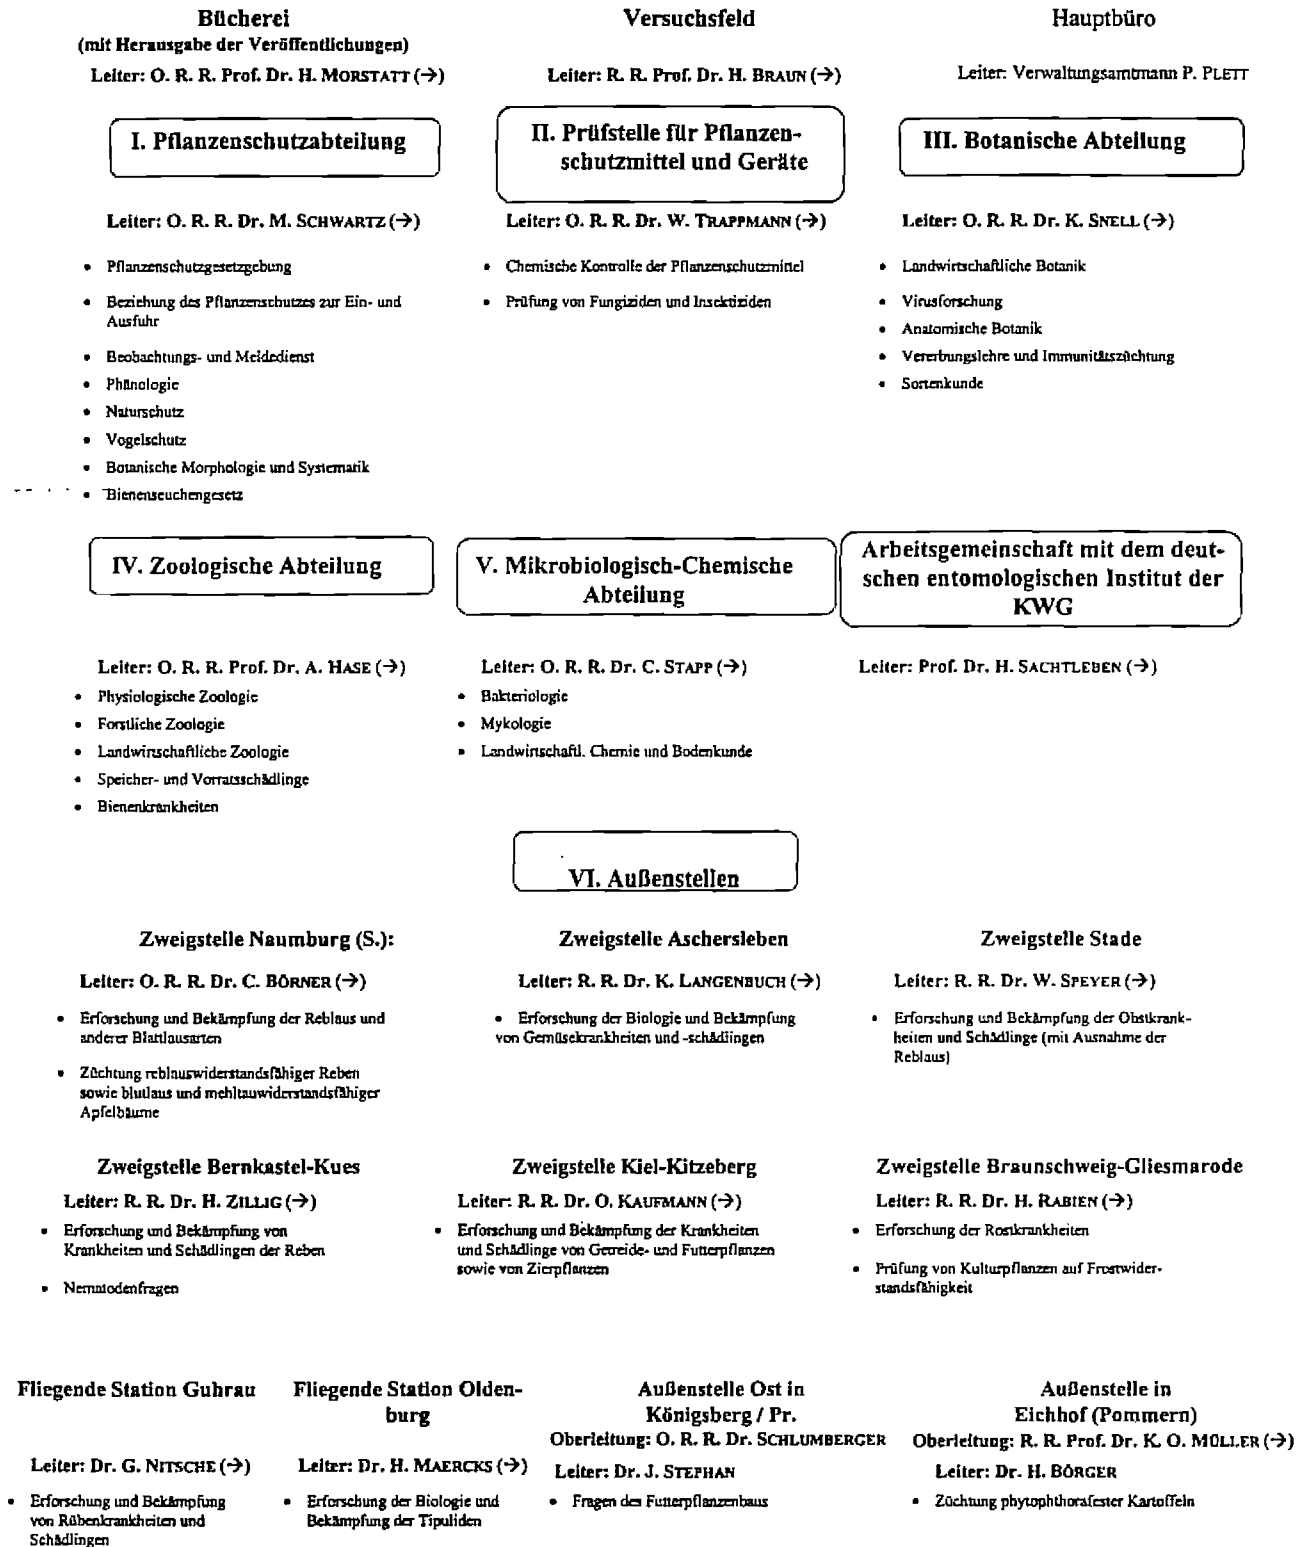 Bücherei
(mit Herausgabe der Veröffentlichungen)
Leiter: O. R. R. Prof. Dr. H. MORSTATT (→)
Versuchsfeld
Leiter: R. R. Prof. Dr. H. BRAUN (→)
Hauptbüro
Leiter: Verwaltungsamtmann P. PLETT
I. Pflanzenschutzabteilung
Leiter: O. R. R. Dr. M. SCHWARTZ (→)
• Pflanzenschutzgesetzgebung
• Beziehung des Pflanzenschutzes zur Ein- und
Ausfuhr
• Beobachtungs- und Meldedienst
• Phänologie
• Naturschutz
• Vogelschutz
• Botanische Morphologie und Systematik
• Bienenseuchengesetz
II. Prüfstelle für Pflanzen-
schutzmittel und Geräte
Leiter: O. R. R. Dr. W. TRAPPMANN (→)
• Chemische Kontrolle der Pflanzenschutzmittel
• Prüfung von Fungiziden und Insektiziden
III. Botanische Abteilung
Leiter: O. R. R. Dr. K. SNELL (→)
• Landwirtschaftliche Botanik
• Virusforschung
• Anatomische Botanik
• Vererbungslehre und Immunitätszüchtung
• Sortenkunde
IV. Zoologische Abteilung
Leiter: O. R. R. Prof. Dr. A. HASE (→)
• Physiologische Zoologie
• Forstliche Zoologie
• Landwirtschaftliche Zoologie
• Speicher- und Vorratsschädlinge
• Bienenkrankheiten
V. Mikrobiologisch-Chemische
Abteilung
Leiter: O. R. R. Dr. C. STAPP (→)
• Bakteriologie
• Mykologie
• Landwirtschaftl. Chemie und Bodenkunde
Arbeitsgemeinschaft mit dem deut-
schen entomologischen Institut der
KWG
Leiter: Prof. Dr. H. SACHTLEBEN (→)
VI. Außenstellen
Zweigstelle Naumburg (S.):
Leiter: O. R. R. Dr. C. BÖRNER (→)
• Erforschung und Bekämpfung der Reblaus und
anderer Blattlausarten
• Züchtung reblauswiderstandsfähiger Reben
sowie blutlaus und mehltauwiderstandsfähiger
Apfelbäume
Zweigstelle Aschersleben
Leiter: R. R. Dr. K. LANGENBUCH (→)
• Erforschung der Biologie und Bekämpfung
von Gemüsekrankheiten und -schädlingen
Zweigstelle Stade
Leiter: R. R. Dr. W. SPEYER (→)
• Erforschung und Bekämpfung der Obstkrank-
heiten und Schädlinge (mit Ausnahme der
Reblaus)
Zweigstelle Bernkastel-Kues
Leiter: R. R. Dr. H. ZILLIG (→)
• Erforschung und Bekämpfung von
Krankheiten und Schädlingen der Reben
• Nematodenfragen
Zweigstelle Kiel-Kitzeberg
Leiter: R. R. Dr. O. KAUFMANN (→)
• Erforschung und Bekämpfung der Krankheiten
und Schädlinge von Getreide- und Futterpflanzen
sowie von Zierpflanzen
Zweigstelle Braunschweig-Gliesmarode
Leiter: R. R. Dr. H. RABIEN (→)
• Erforschung der Rostkrankheiten
• Prüfung von Kulturpflanzen auf Frostwider-
standsfähigkeit
Fliegende Station Guhrau
Leiter: Dr. G. NITSCHE (→)
• Erforschung und Bekämpfung
von Rübenkrankheiten und
Schädlingen
Fliegende Station Olden-
burg
Leiter: Dr. H. MAERCKS (→)
• Erforschung der Biologie und
Bekämpfung der Tipuliden
Außenstelle Ost in
Königsberg / Pr.
Oberleitung: O. R. R. Dr. SCHLUMBERGER
Leiter: Dr. J. STEPHAN
• Fragen des Futterpflanzenbaus
Außenstelle in
Eichhof (Pommern)
Oberleitung: R. R. Prof. Dr. K. O. MÜLLER (→)
Leiter: Dr. H. BÖRGER
• Züchtung phytophthorafester Kartoffeln